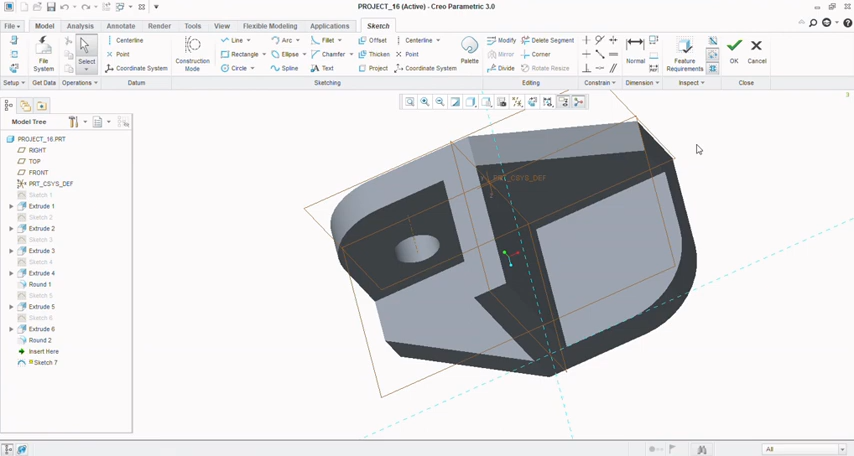 PROJECT_16 (Active) - Creo Parametric 3.0
File Model Analysis Annotate Render Tools View Flexible Modeling Applications Sketch
File System
Select
Centerline
Point
Coordinate System
Construction Mode
Line Arc Fillet Offset Centerline
Rectangle Ellipse Chamfer Thicken Point
Circle Spline Text Project Coordinate System
Palette
Modify Delete Segment
Mirror Corner
Divide Rotate Resize
Normal
Feature Requirements
OK Cancel
Setup Get Data Operations Datum Sketching Editing Constrain Dimension Inspect Close
3
Model Tree
PROJECT_16.PRT
RIGHT
TOP
FRONT
PRT_CSYS_DEF
Sketch 1
Extrude 1
Sketch 2
Extrude 2
Sketch 3
Extrude 3
Sketch 4
Extrude 4
Round 1
Sketch 5
Extrude 5
Sketch 6
Extrude 6
Round 2
Insert Here
Sketch 7
PRT_CSYS_DEF
All